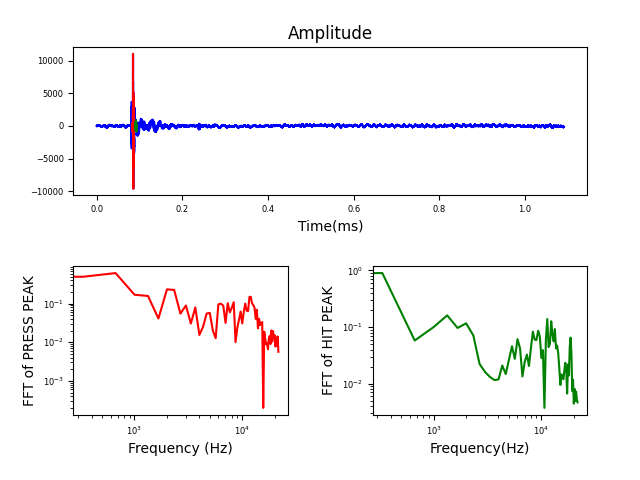 Amplitude
10000
5000
0
−5000
−10000
0.0 0.2 0.4 0.6 0.8 1.0
Time(ms)
FFT of PRESS PEAK
10⁻¹
10⁻²
10⁻³
10³ 10⁴
Frequency (Hz)
FFT of HIT PEAK
10⁰
10⁻¹
10⁻²
10³ 10⁴
Frequency(Hz)